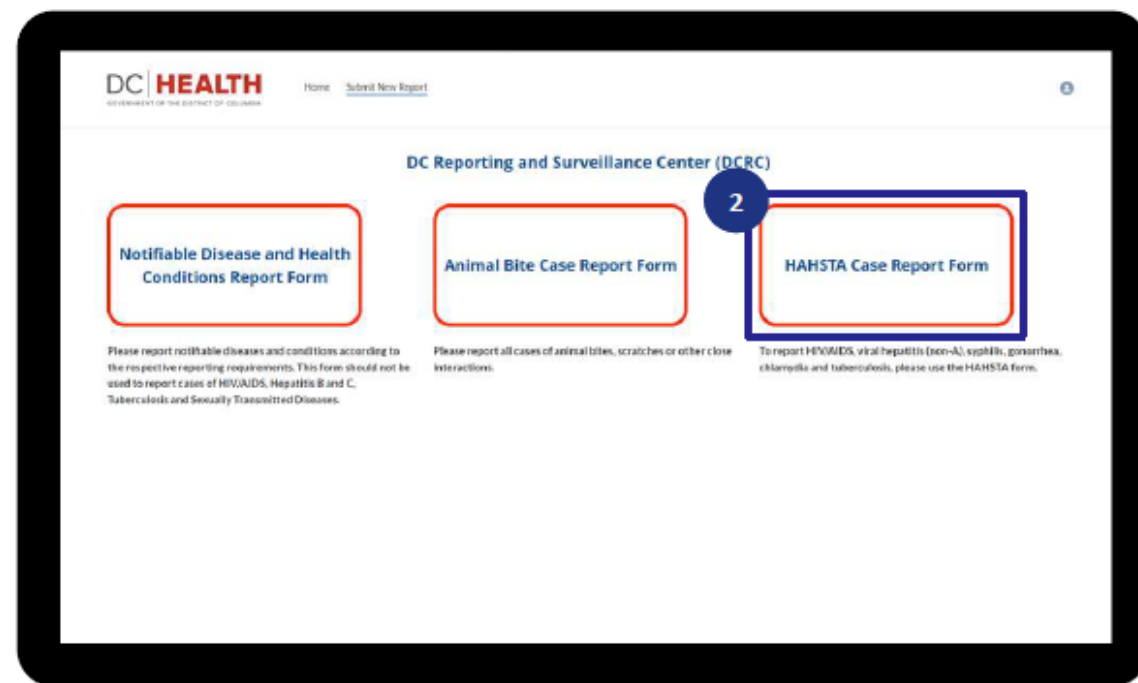 DC HEALTH
GOVERNMENT OF THE DISTRICT OF COLUMBIA
Home Submit New Report
DC Reporting and Surveillance Center (DCRC)
2
Notifiable Disease and Health
Conditions Report Form
Animal Bite Case Report Form
HAHSTA Case Report Form
Please report notifiable diseases and conditions according to
the respective reporting requirements. This form should not be
used to report cases of HIV/AIDS, Hepatitis B and C,
Tuberculosis and Sexually Transmitted Diseases.
Please report all cases of animal bites, scratches or other close
interactions.
To report HIV/AIDS, viral hepatitis (non-A), syphilis, gonorrhea,
chlamydia and tuberculosis, please use the HAHSTA form.